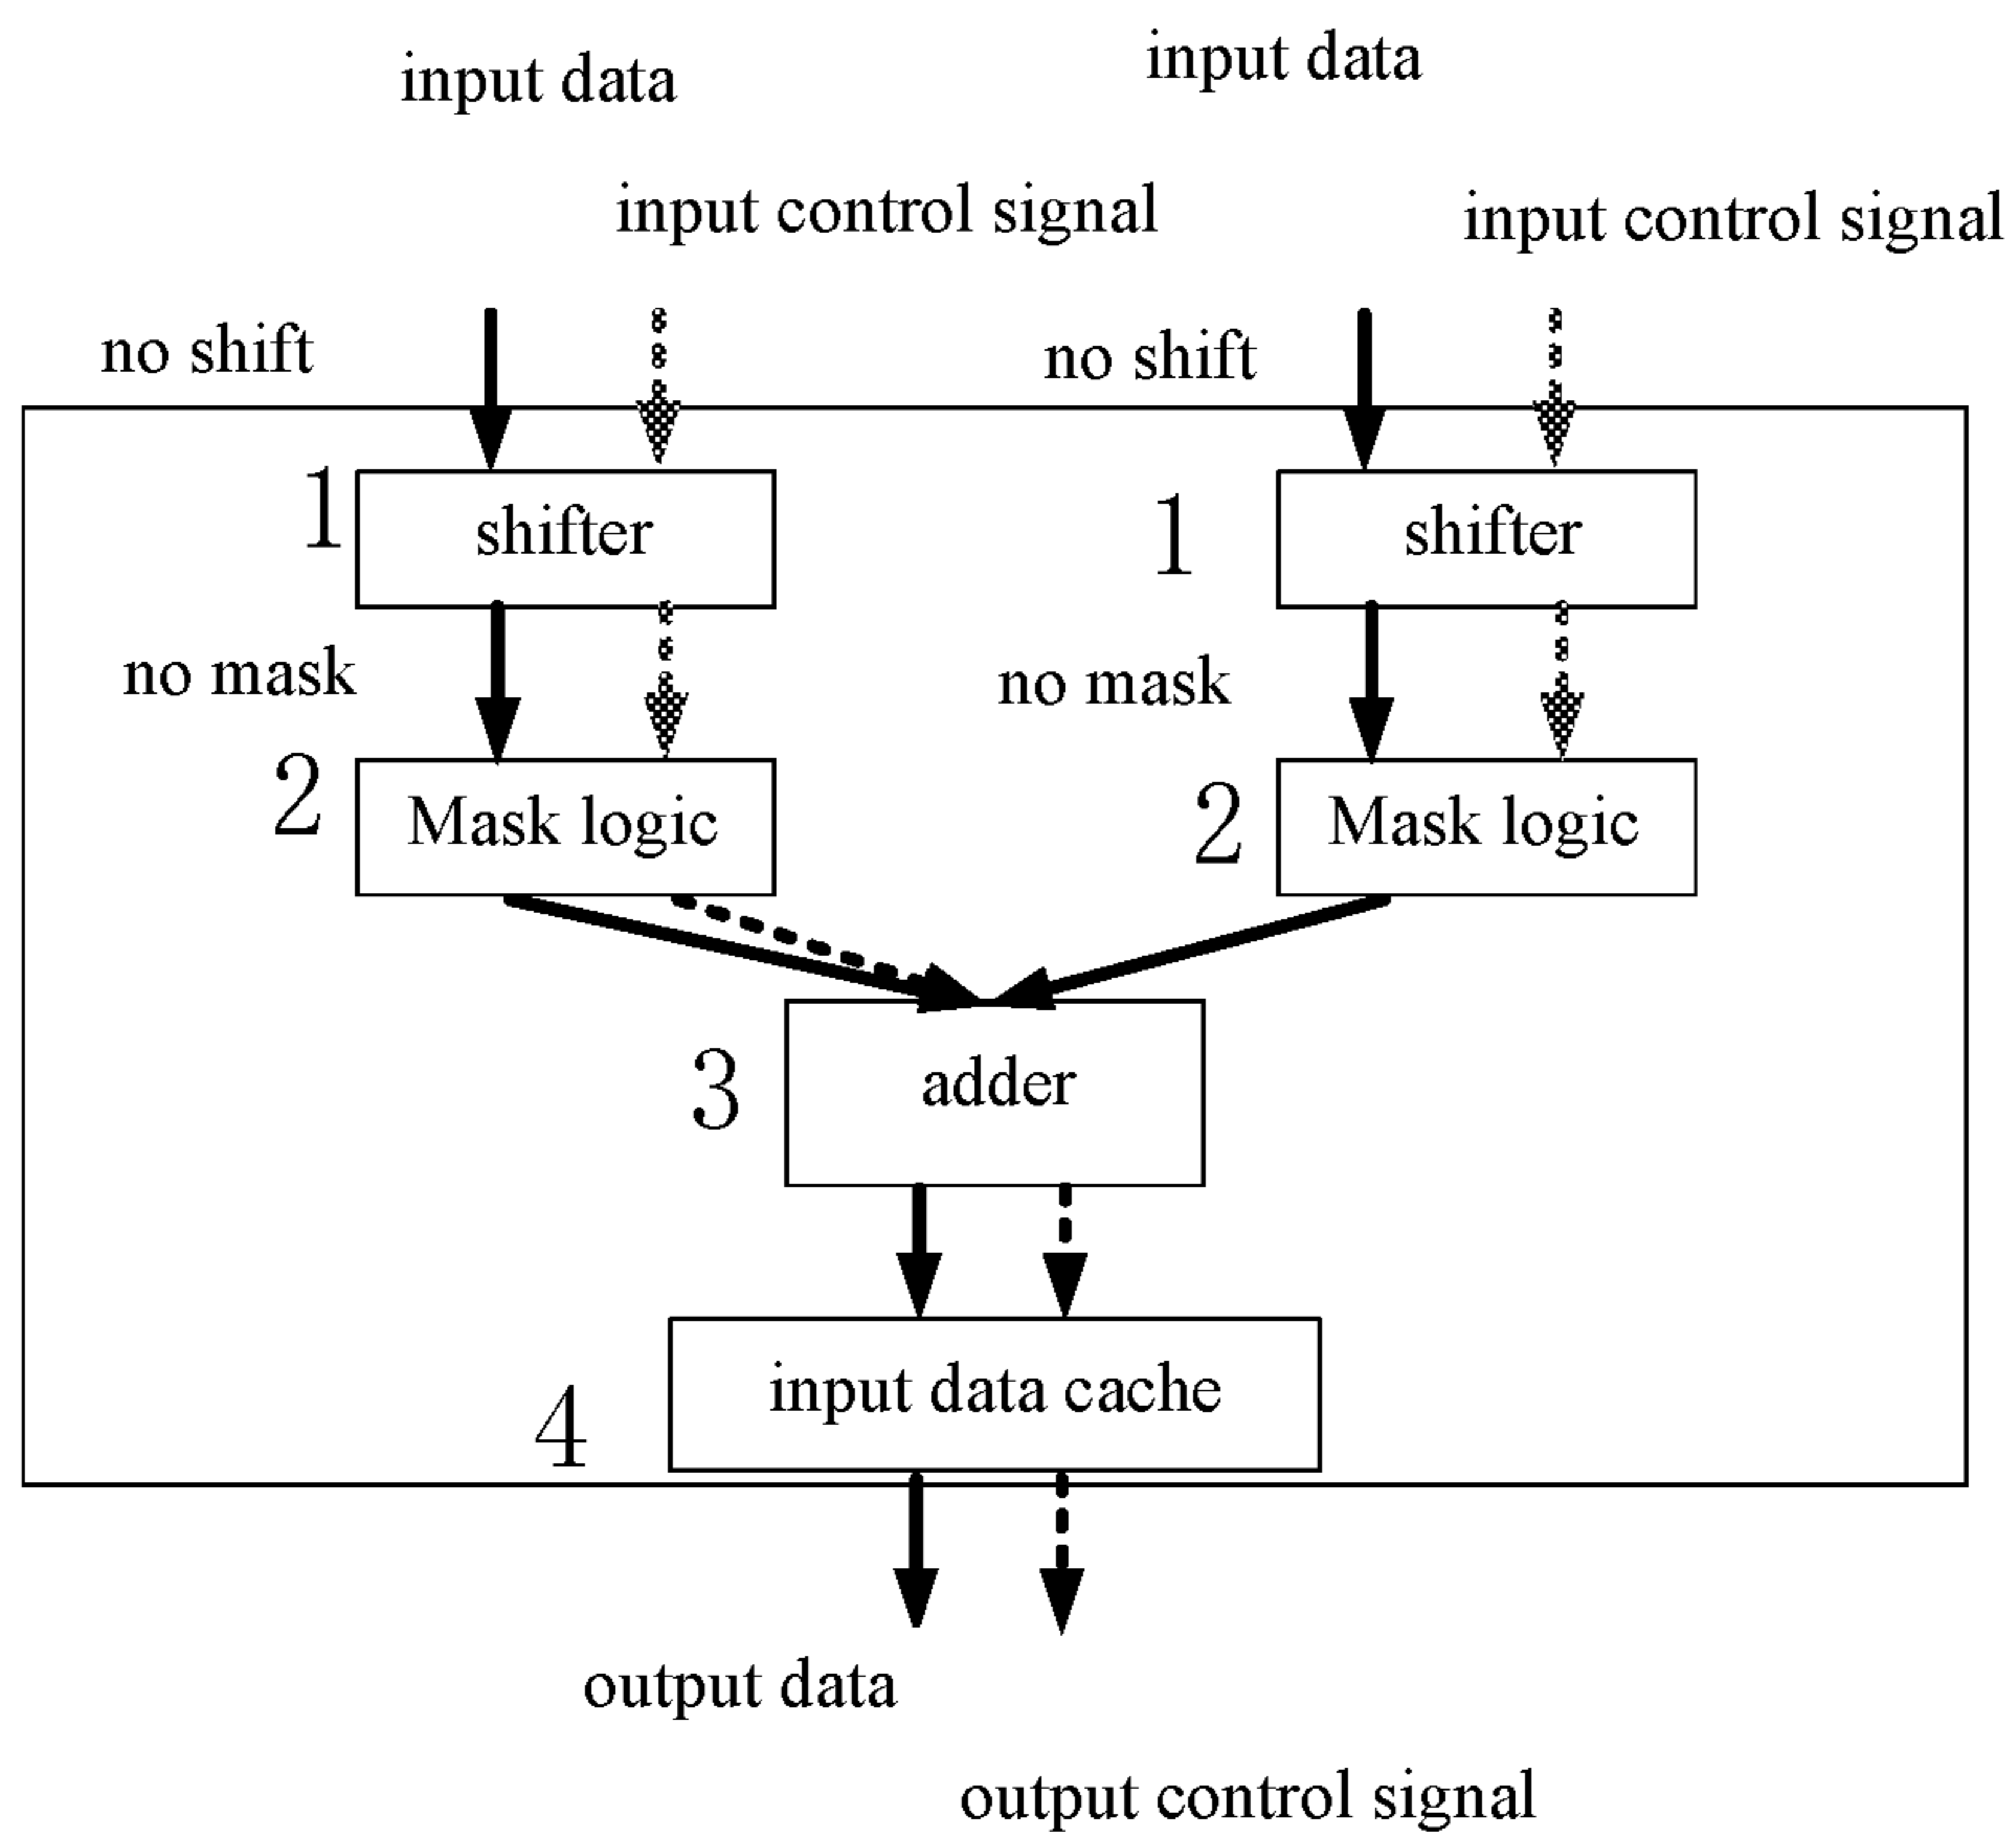 input data
input data
input control signal
input control signal
no shift
no shift
1
shifter
1
shifter
no mask
no mask
2
Mask logic
2
Mask logic
3
adder
4
input data cache
output data
output control signal